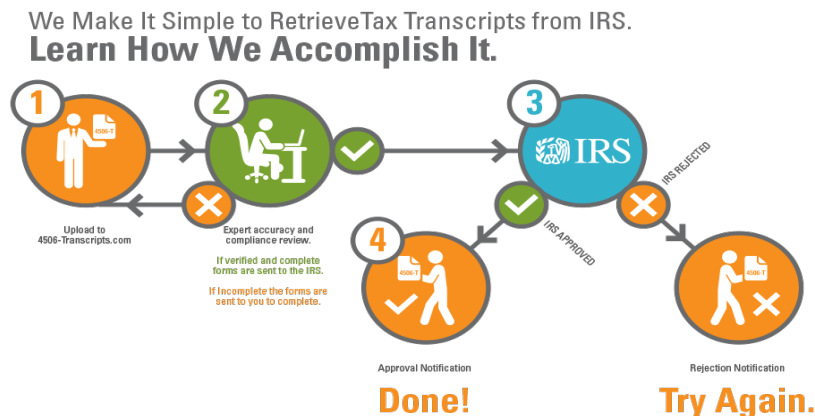 We Make It Simple to RetrieveTax Transcripts from IRS.
Learn How We Accomplish It.
1
4506-T
Upload to
4506-Transcripts.com
2
Expert accuracy and
compliance review.
If verified and complete
forms are sent to the IRS.
If Incomplete the forms are
sent to you to complete.
3
IRS
IRS APPROVED
IRS REJECTED
4
4506-T
Approval Notification
Done!
4506-T
Rejection Notification
Try Again.